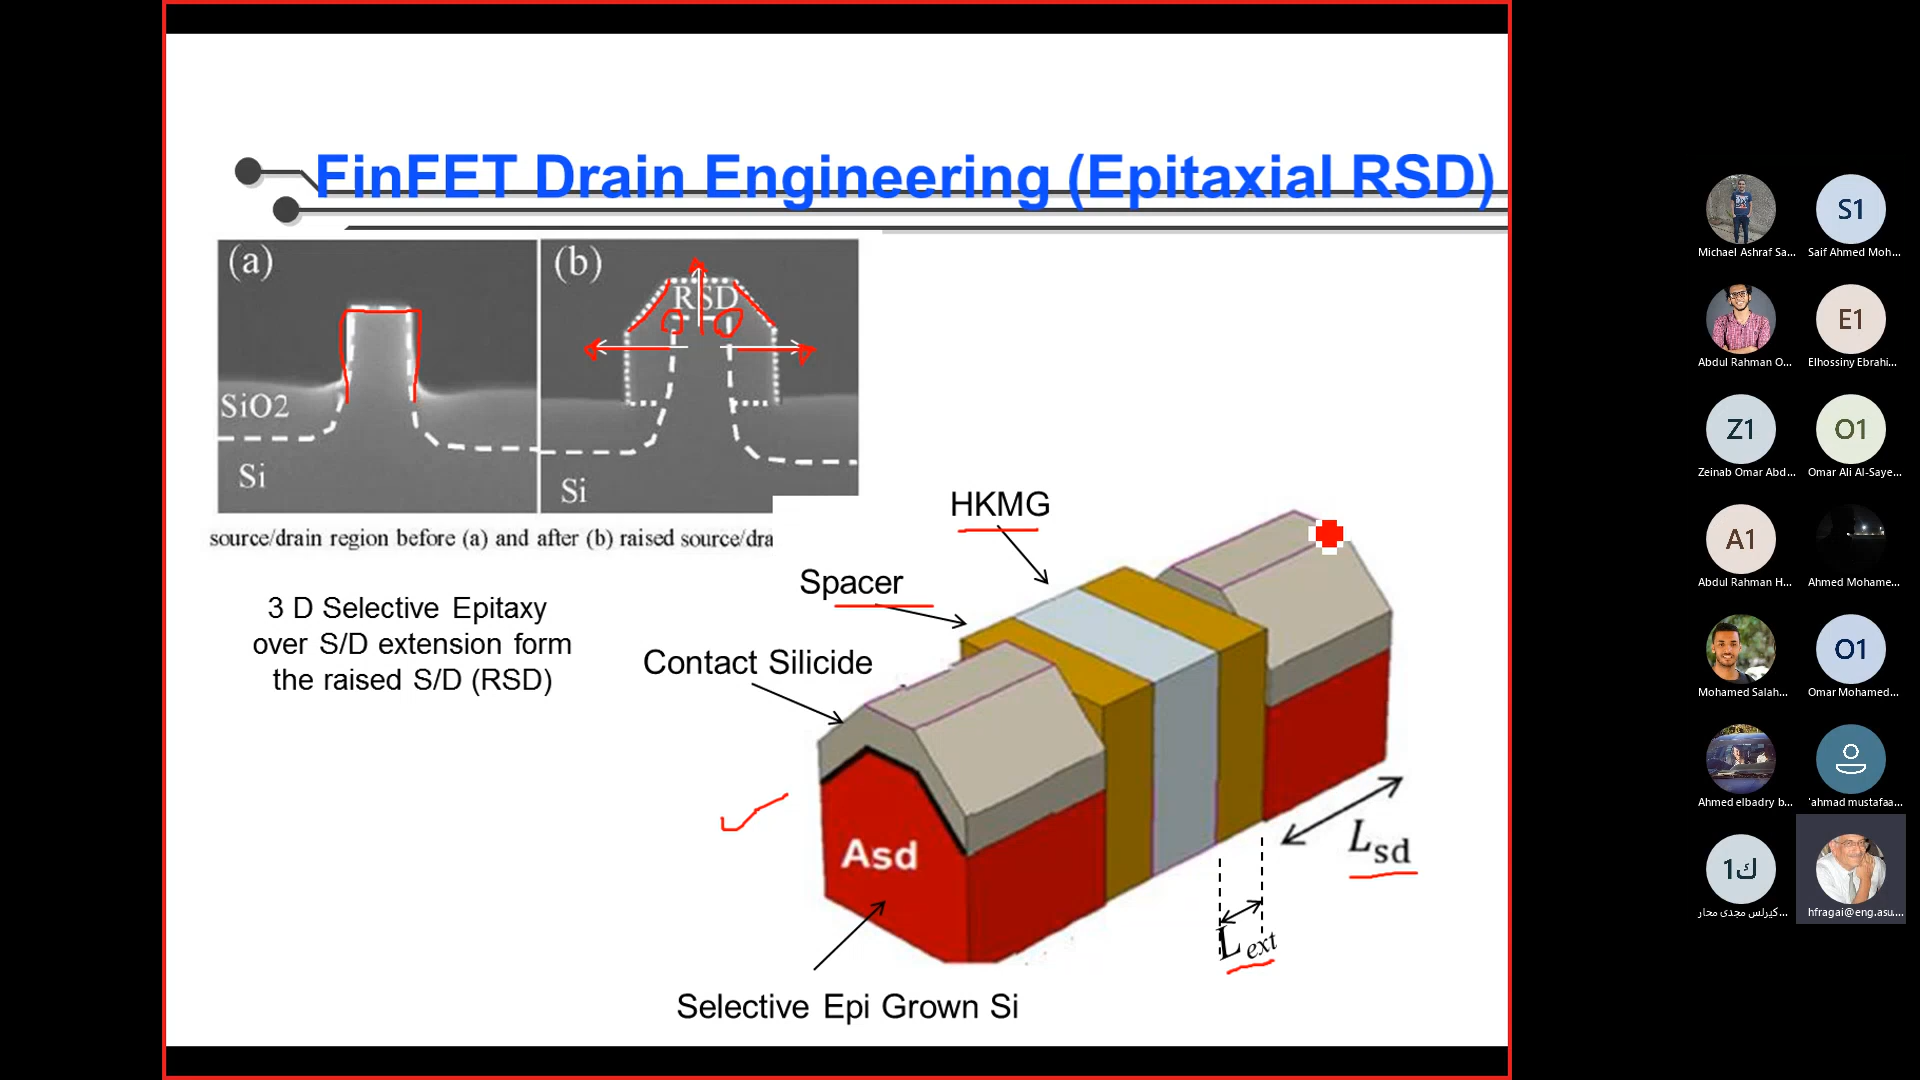 FinFET Drain Engineering (Epitaxial RSD)
(a)
(b)
RSD
SiO2
Si
Si
source/drain region before (a) and after (b) raised source/dra
3 D Selective Epitaxy
over S/D extension form
the raised S/D (RSD)
HKMG
Spacer
Contact Silicide
Asd
Lsd
Lext
Selective Epi Grown Si
Michael Ashraf Sa...
S1
Saif Ahmed Moh...
Abdul Rahman O...
E1
Elhossiny Ebrahi...
Z1
Zeinab Omar Abd...
O1
Omar Ali Al-Saye...
A1
Abdul Rahman H...
Ahmed Mohame...
Mohamed Salah...
O1
Omar Mohamed...
Ahmed elbadry b...
'ahmad mustafaa...
ك1
كيرلس مجدى محار...
hfragai@eng.asu....